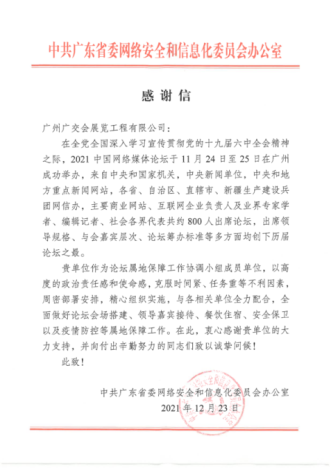 中共广东省委网络安全和信息化委员会办公室
感谢信
广州广交会展览工程有限公司：
在全党全国深入学习宣传贯彻党的十九届六中全会精神
之际，2021 中国网络媒体论坛于 11 月 24 日至 25 日在广州
成功举办，来自中央和国家机关，中央新闻单位，中央和地
方重点新闻网站，各省、自治区、直辖市、新疆生产建设兵
团网信办，主要商业网站、互联网企业负责人及业界专家学
者、编辑记者、社会各界代表共约 800 人出席论坛，出席领
导规格、与会嘉宾层次、论坛筹办标准等多方面均创下历届
论坛之最。
贵单位作为论坛属地保障工作协调小组成员单位，以高
度的政治责任感和使命感，克服时间紧、任务重等不利因素，
周密部署安排，精心组织实施，与各相关单位全力配合，全
面做好论坛会场搭建、领导嘉宾接待、餐饮住宿、安全保卫
以及疫情防控等属地保障工作。在此，衷心感谢贵单位的大
力支持，并向付出辛勤努力的同志们致以诚挚问候！
此致！
中共广东省委网络安全和信息化委员会办公室
2021 年 12 月 23 日